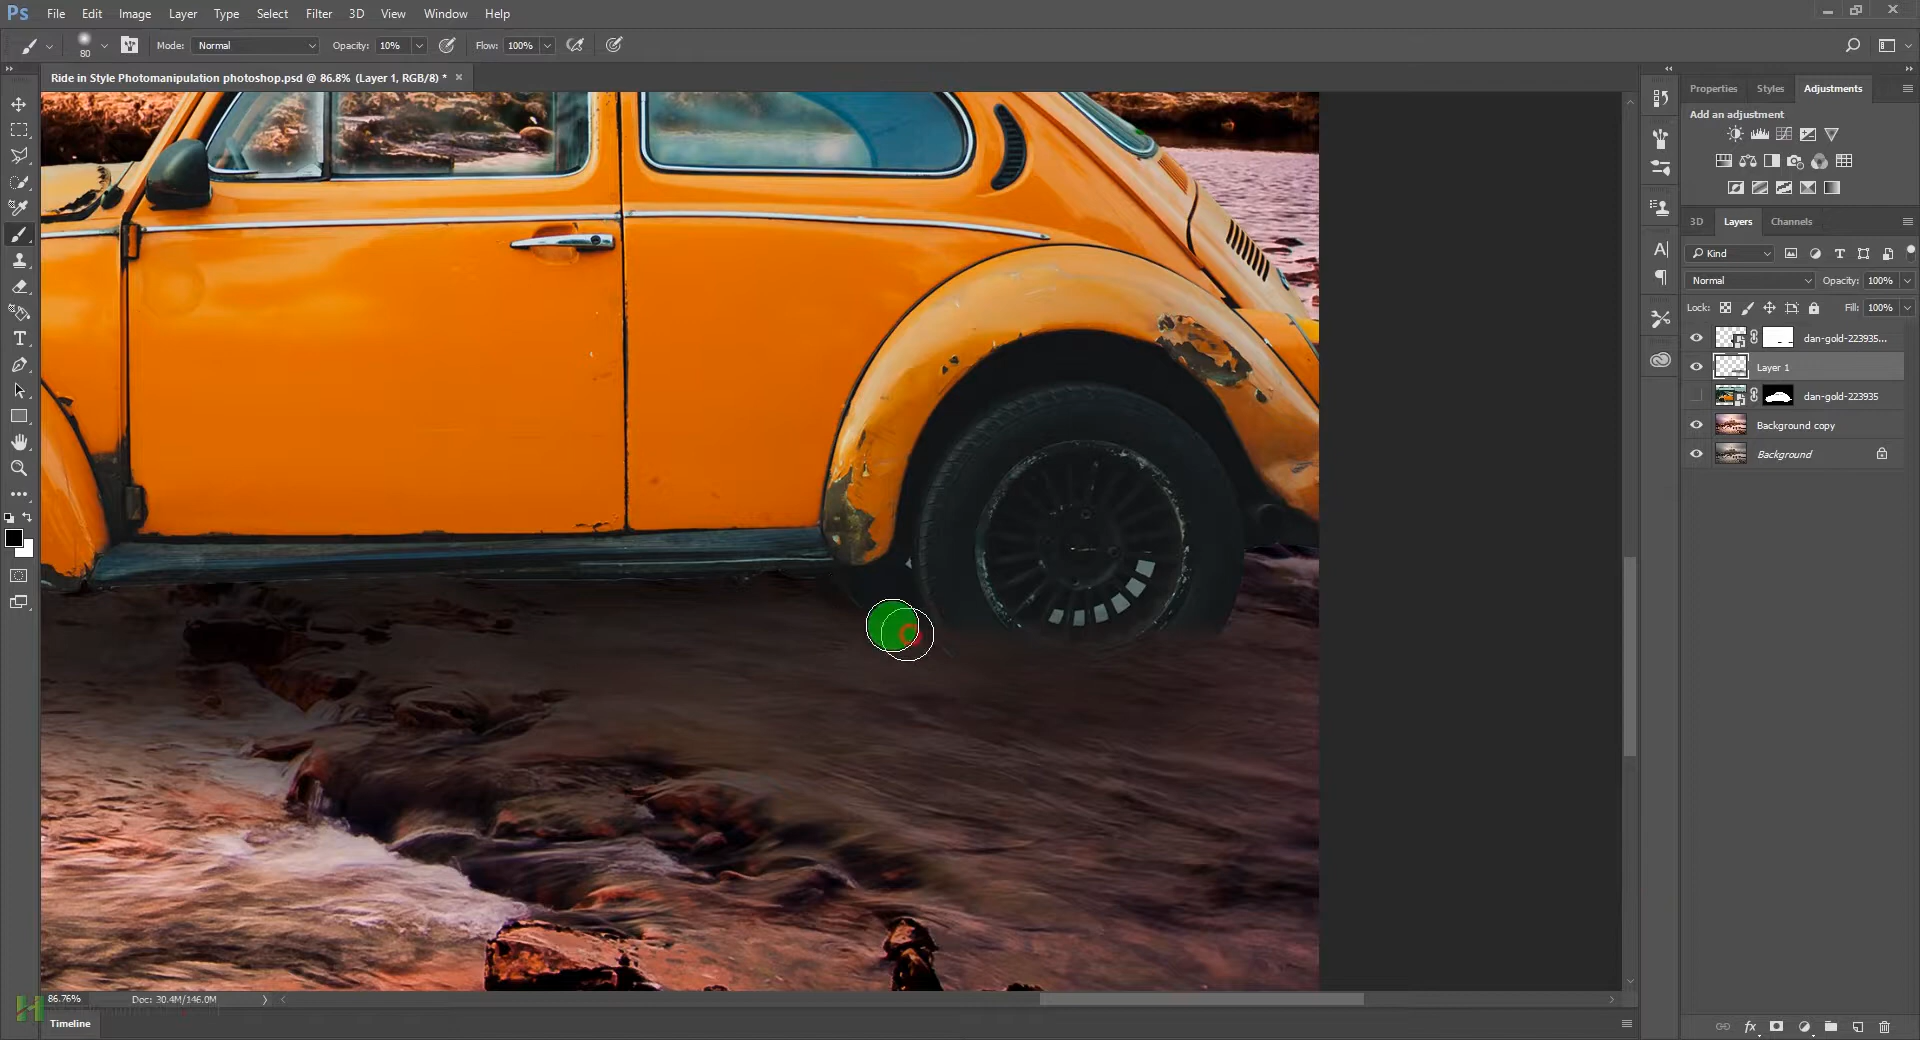 Ps File Edit Image Layer Type Select Filter 3D View Window Help
80 Mode: Normal Opacity: 10% Flow: 100%
Ride in Style Photomanipulation photoshop.psd @ 86.8% (Layer 1, RGB/8) *
Properties Styles Adjustments
Add an adjustment
3D Layers Channels
Kind
Normal Opacity: 100%
Lock: Fill: 100%
dan-gold-223935...
Layer 1
dan-gold-223935
Background copy
Background
86.76% Doc: 30.4M/146.0M
Timeline